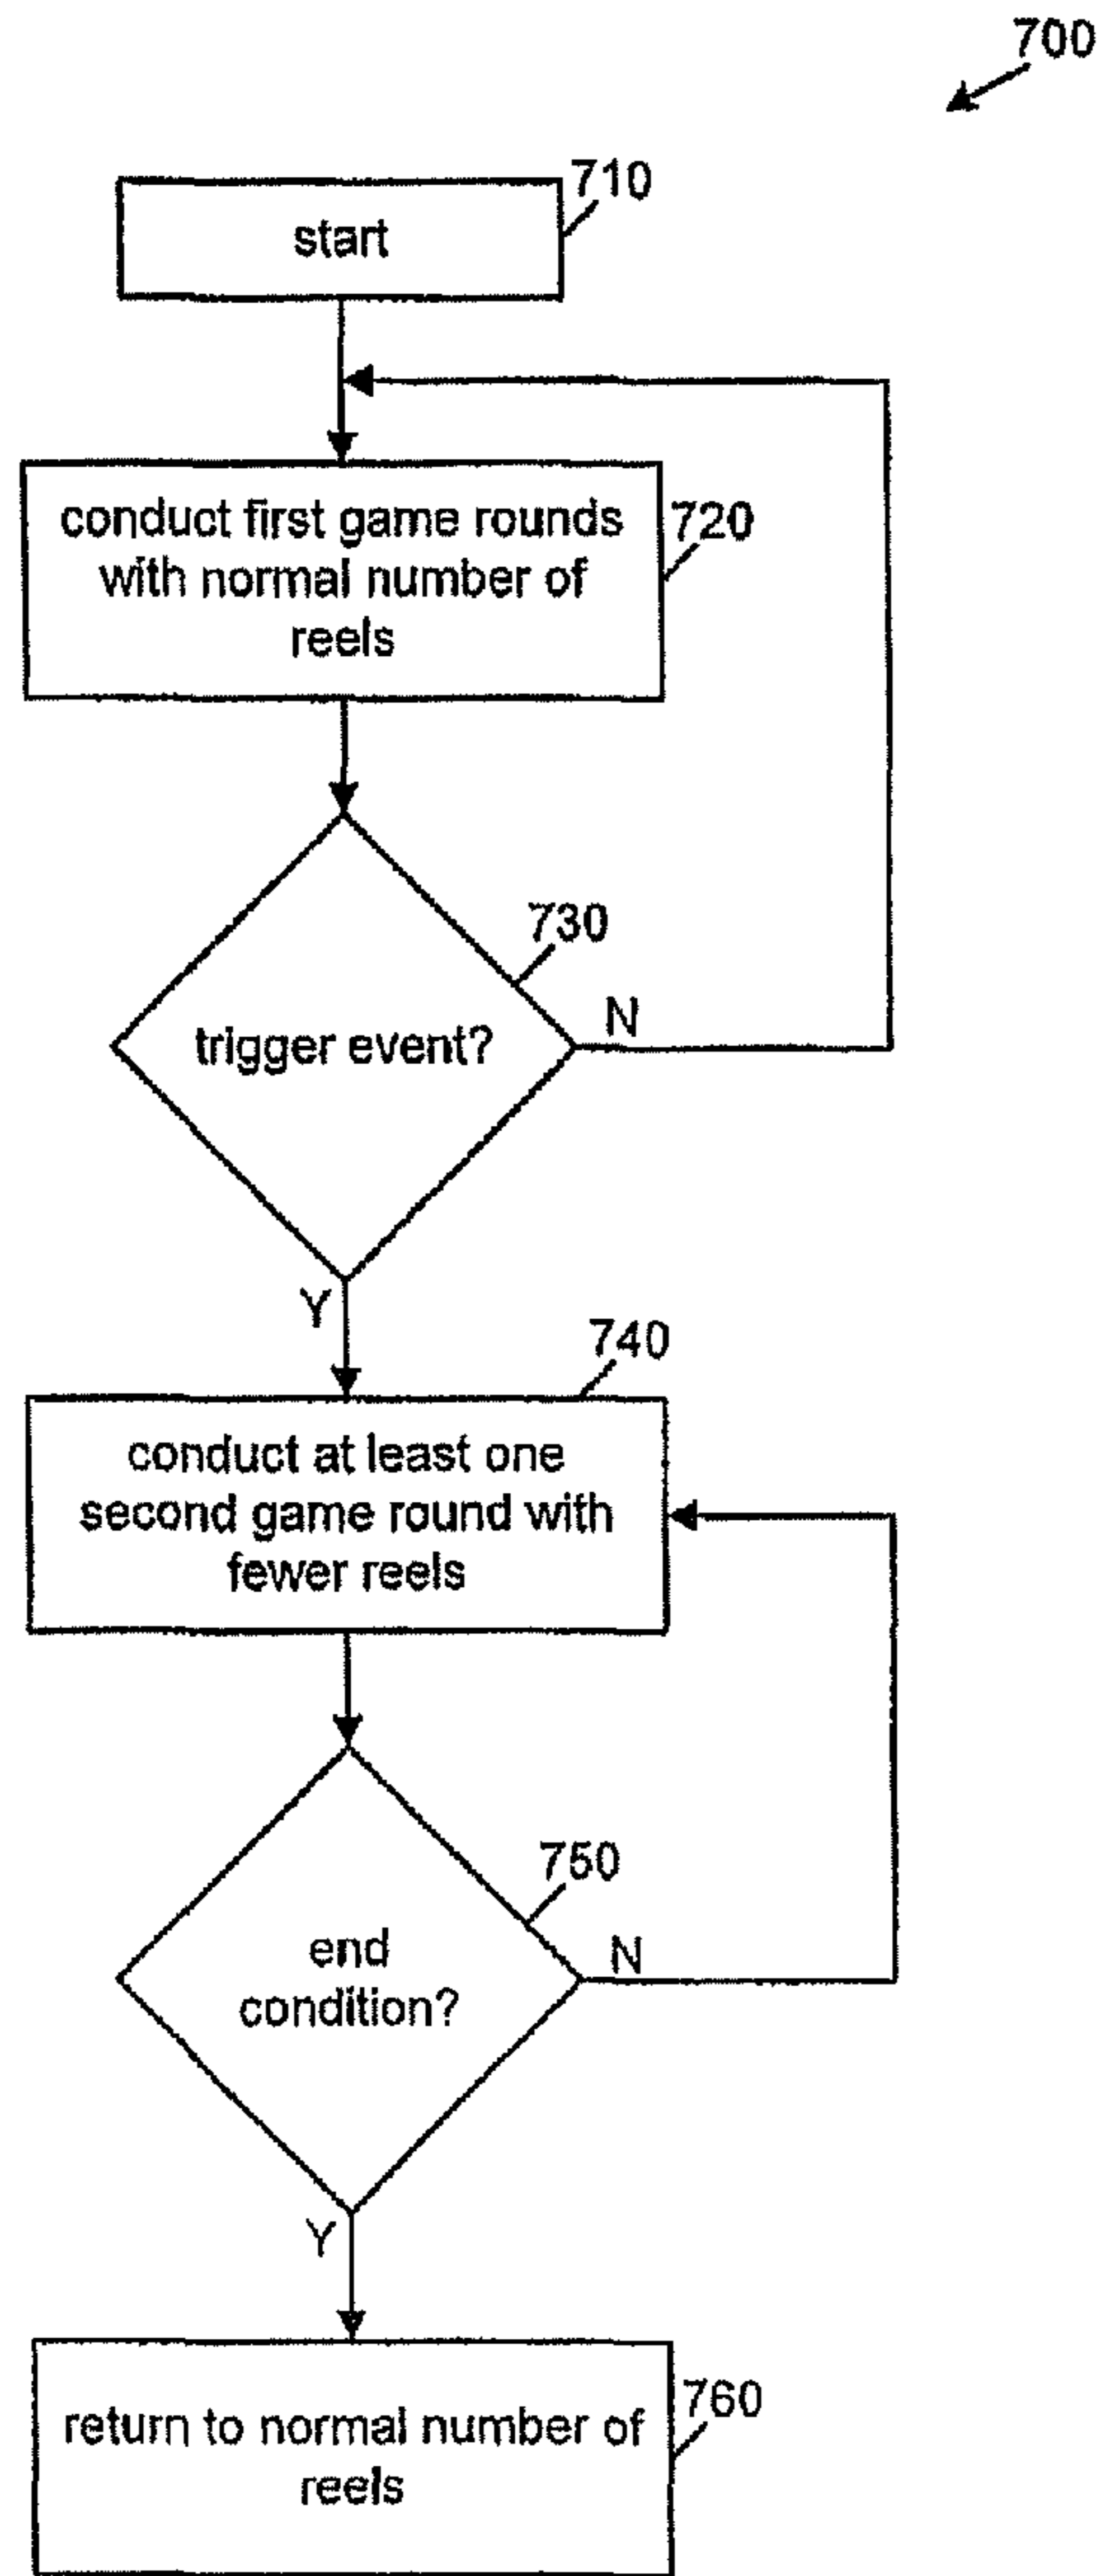 700
710
start
conduct first game rounds
with normal number of
reels
720
730
trigger event?
N
Y
740
conduct at least one
second game round with
fewer reels
750
end
condition?
N
Y
760
return to normal number of
reels